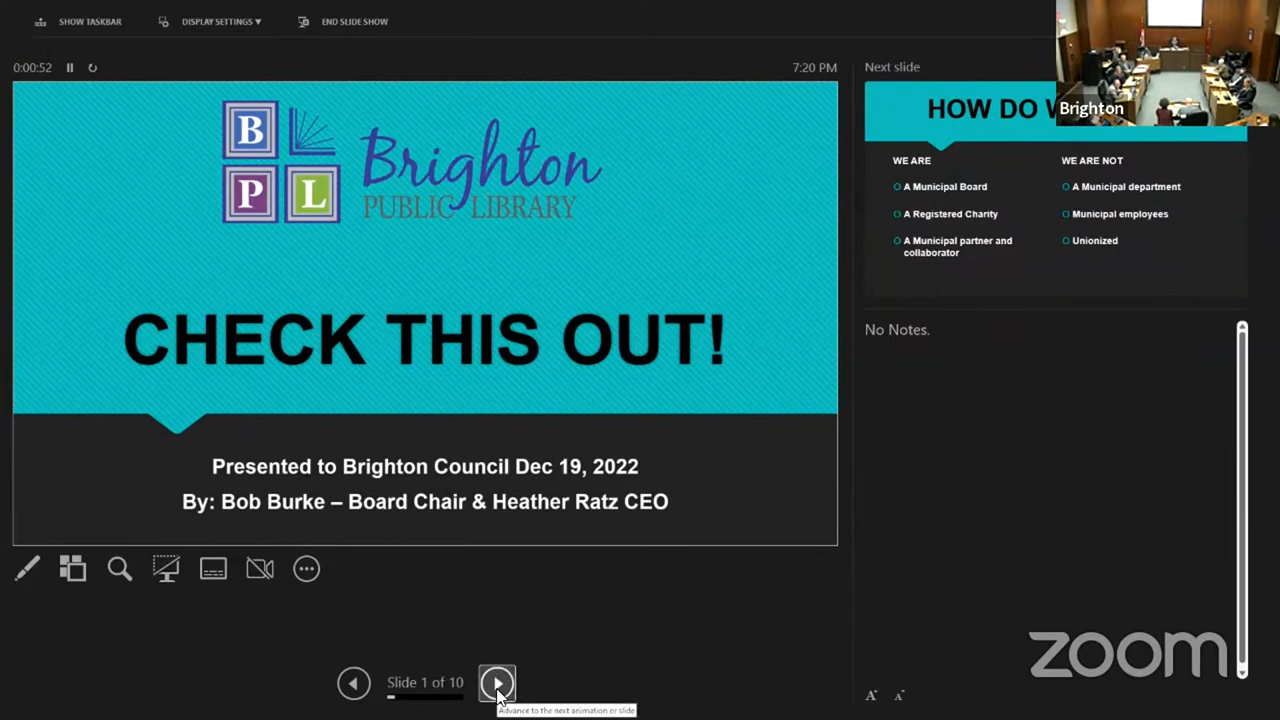 SHOW TASKBAR
DISPLAY SETTINGS ▼
END SLIDE SHOW
0:00:52
7:20 PM
Next slide
Brighton
B
P L
Brighton
PUBLIC LIBRARY
CHECK THIS OUT!
Presented to Brighton Council Dec 19, 2022
By: Bob Burke – Board Chair & Heather Ratz CEO
HOW DO
WE ARE
A Municipal Board
A Registered Charity
A Municipal partner and
collaborator
WE ARE NOT
A Municipal department
Municipal employees
Unionized
No Notes.
Slide 1 of 10
Advance to the next animation or slide
A A
zoom